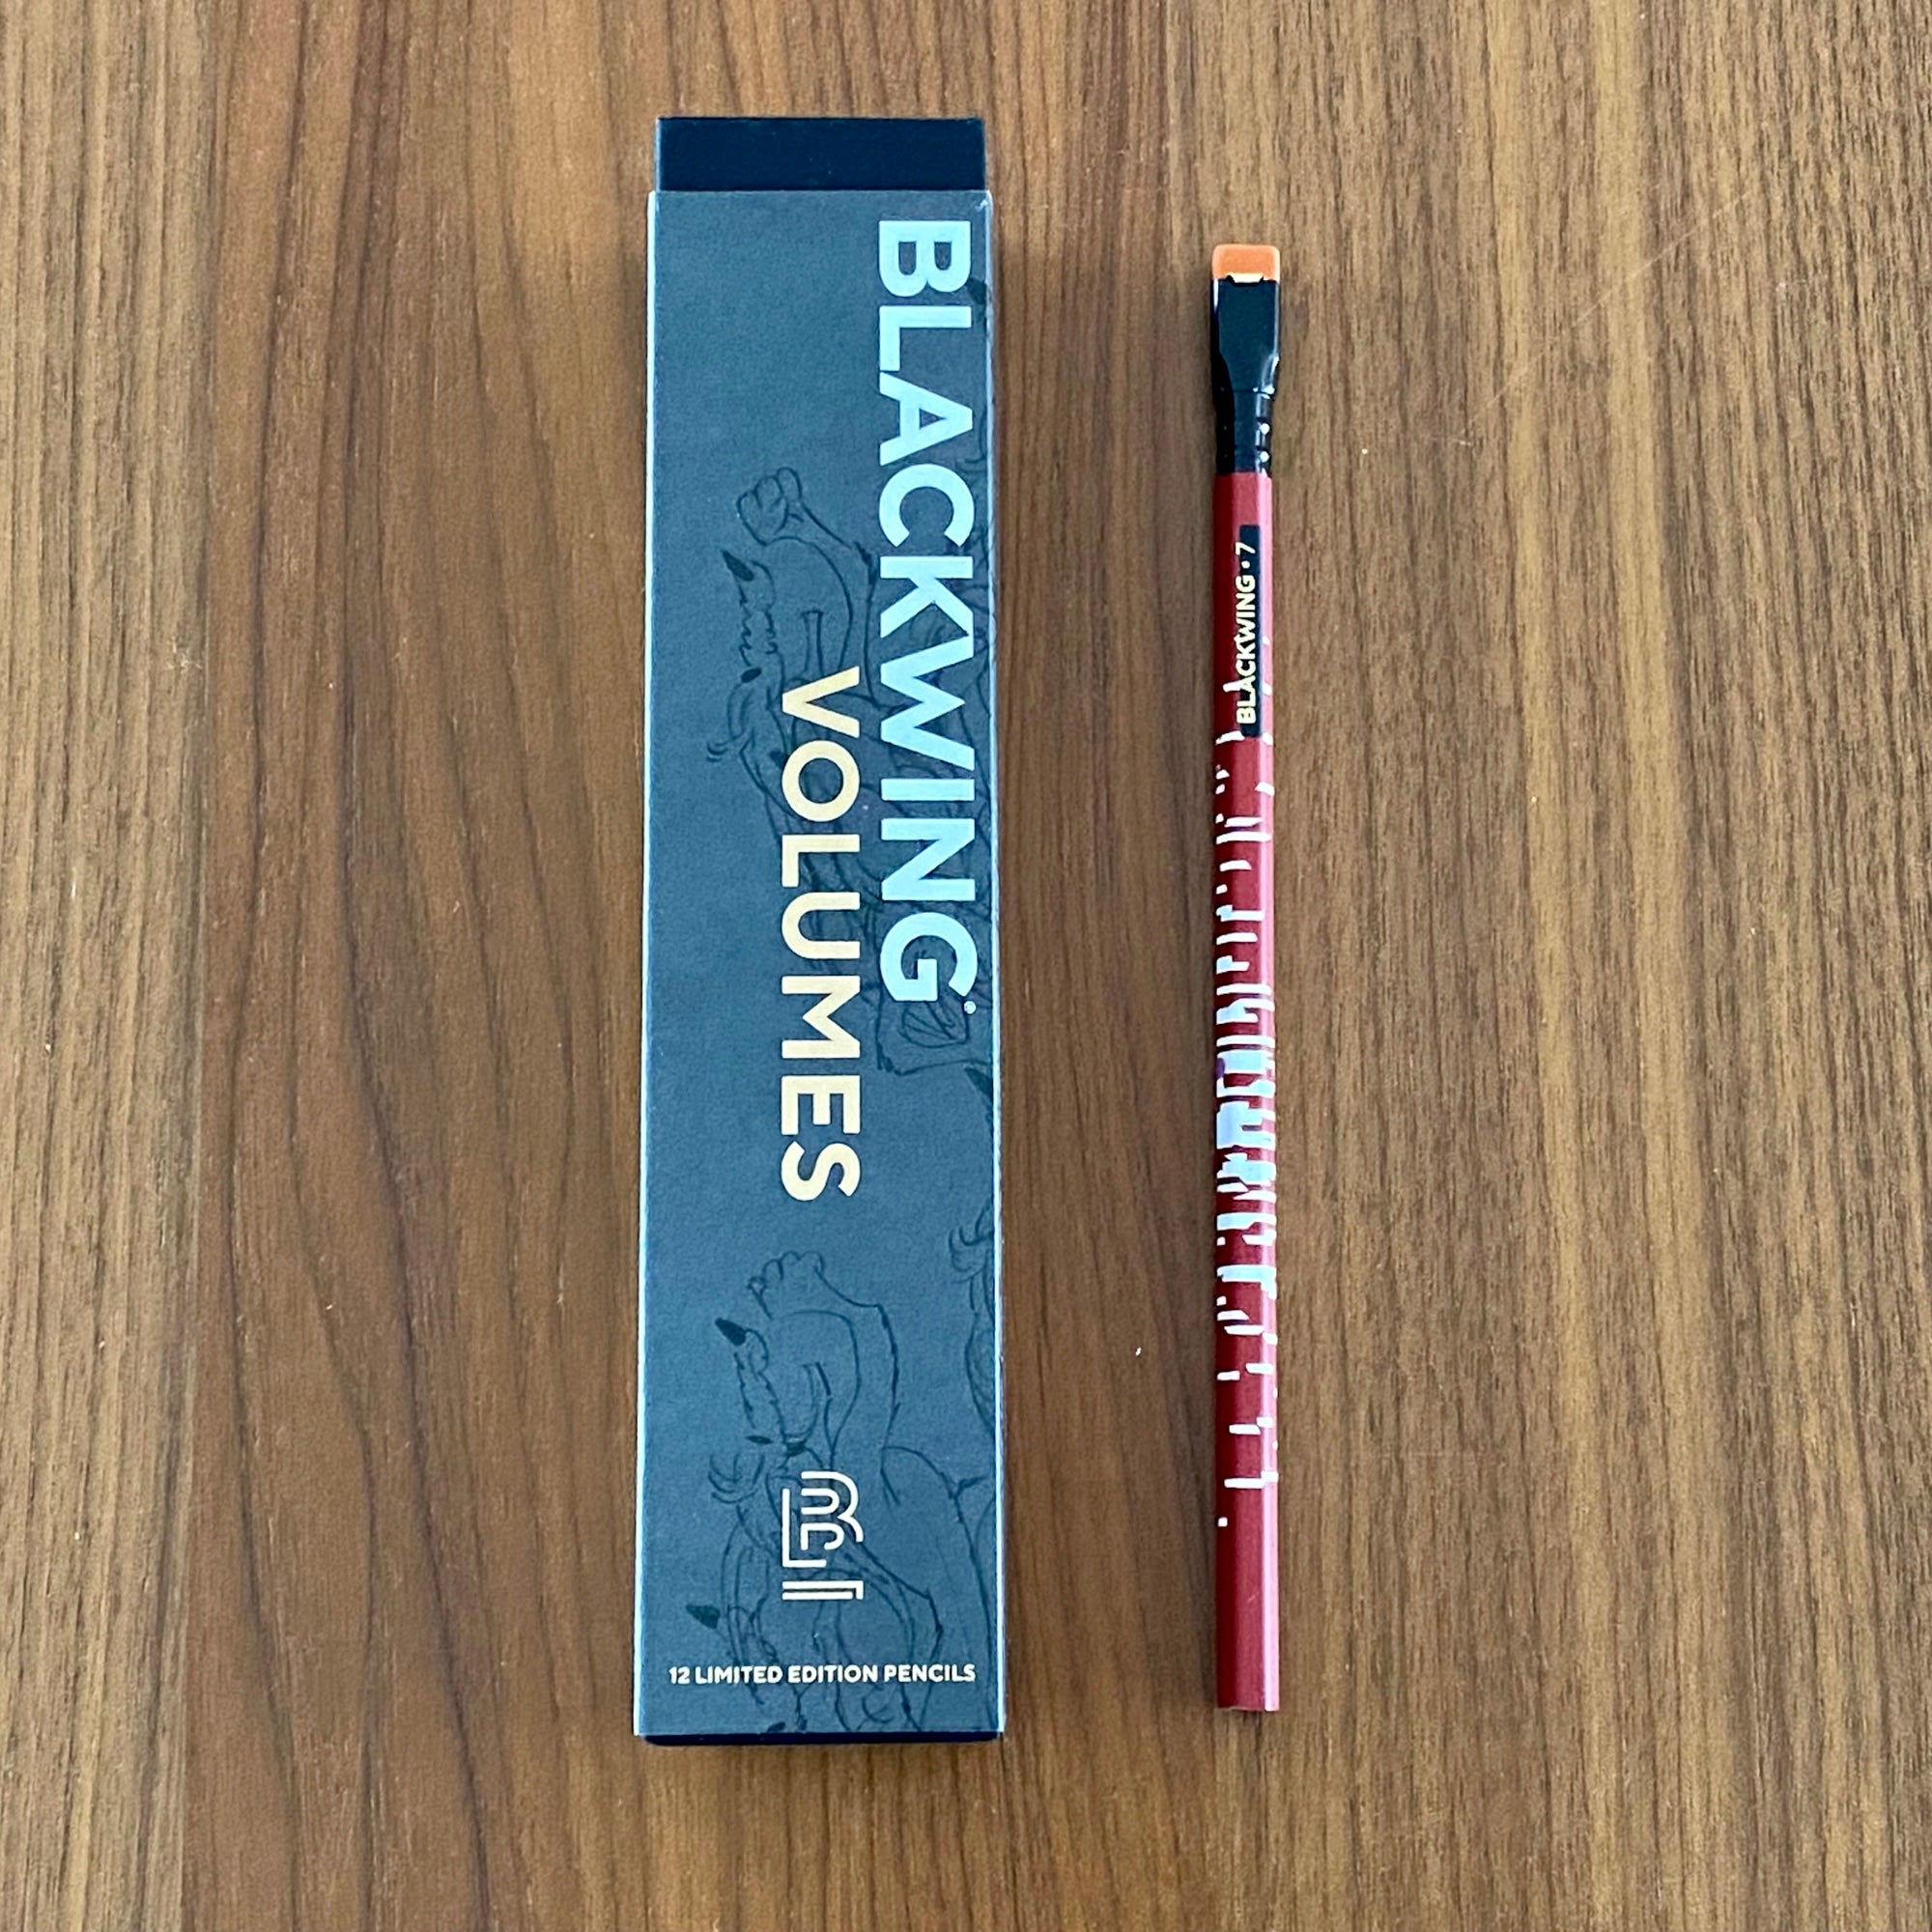 BLACKWING®
VOLUMES
12 LIMITED EDITION PENCILS
BLACKWING • 7